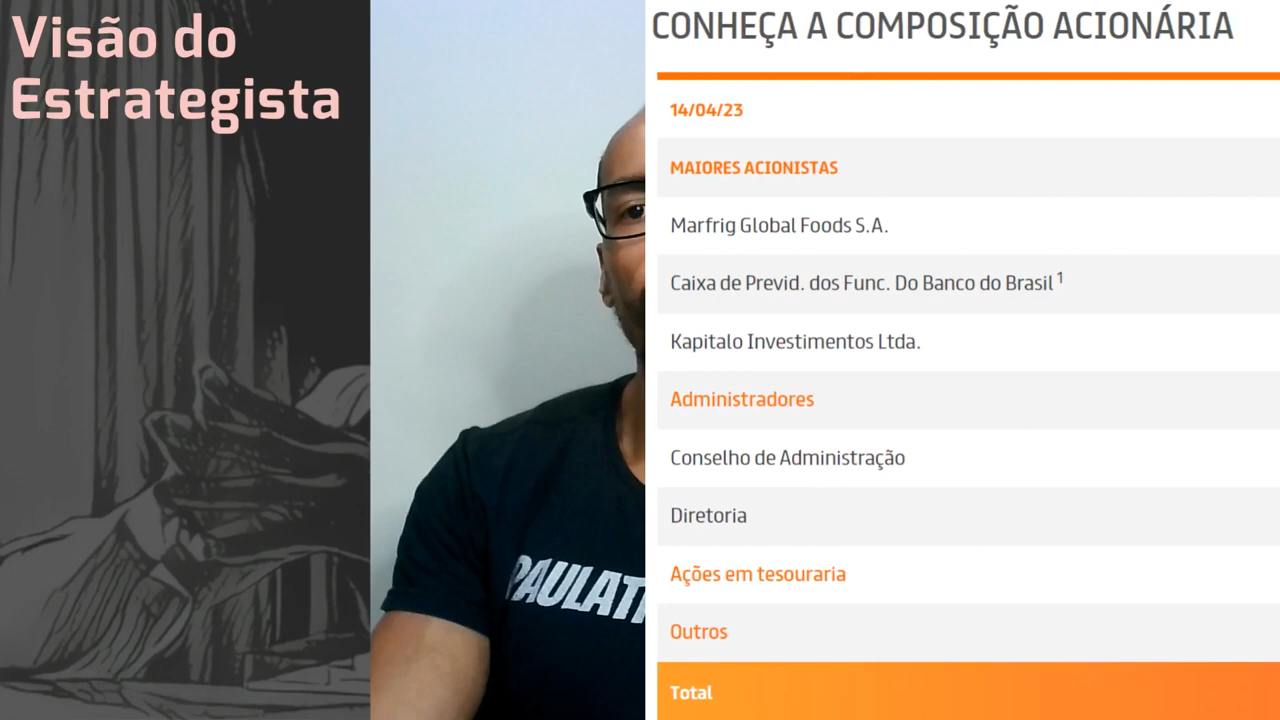 Visão do
Estrategista
CONHEÇA A COMPOSIÇÃO ACIONÁRIA
14/04/23
MAIORES ACIONISTAS
Marfrig Global Foods S.A.
Caixa de Previd. dos Func. Do Banco do Brasil ¹
Kapitalo Investimentos Ltda.
Administradores
Conselho de Administração
Diretoria
Ações em tesouraria
Outros
Total